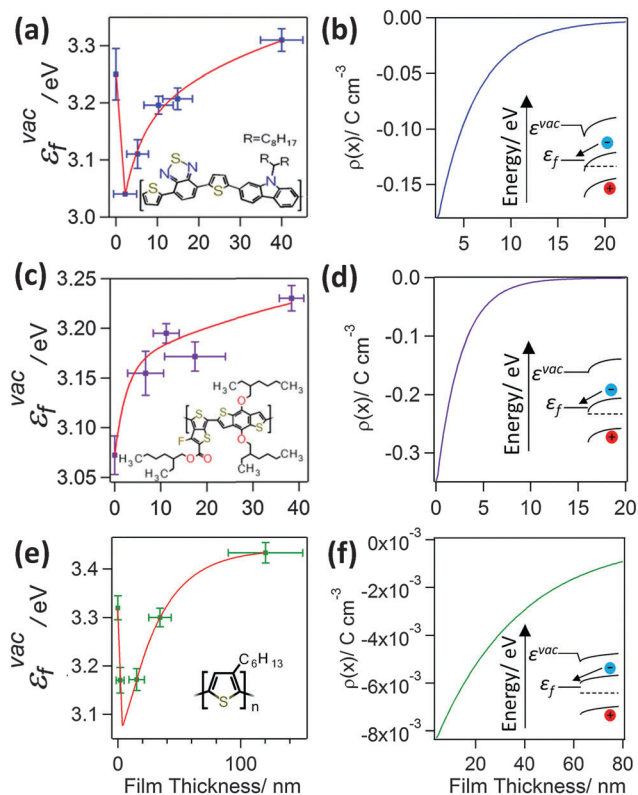 (a)
3.3
3.2
3.1
3.0
ε_f^vac / eV
0 10 20 30 40
R=C₈H₁₇
R R
N
S
N N
S S
(b)
0.00
-0.05
-0.10
-0.15
ρ(x)/ C cm⁻³
5 10 15 20
Energy/ eV
ε^vac
ε_f
−
+
(c)
3.25
3.20
3.15
3.10
3.05
ε_f^vac / eV
0 10 20 30 40
CH₃
CH₃
O
S
S
S
S
F
O
O
O
H₃C
CH₃
CH₃
CH₃
(d)
0.0
-0.1
-0.2
-0.3
ρ(x)/ C cm⁻³
0 5 10 15 20
Energy/ eV
ε^vac
ε_f
−
+
(e)
3.4
3.3
3.2
3.1
ε_f^vac / eV
0 40 80 120
C₆H₁₃
S
n
Film Thickness/ nm
(f)
0x10⁻³
-2x10⁻³
-4x10⁻³
-6x10⁻³
-8x10⁻³
ρ(x)/ C cm⁻³
20 40 60 80
Energy/ eV
ε^vac
ε_f
−
+
Film Thickness/ nm